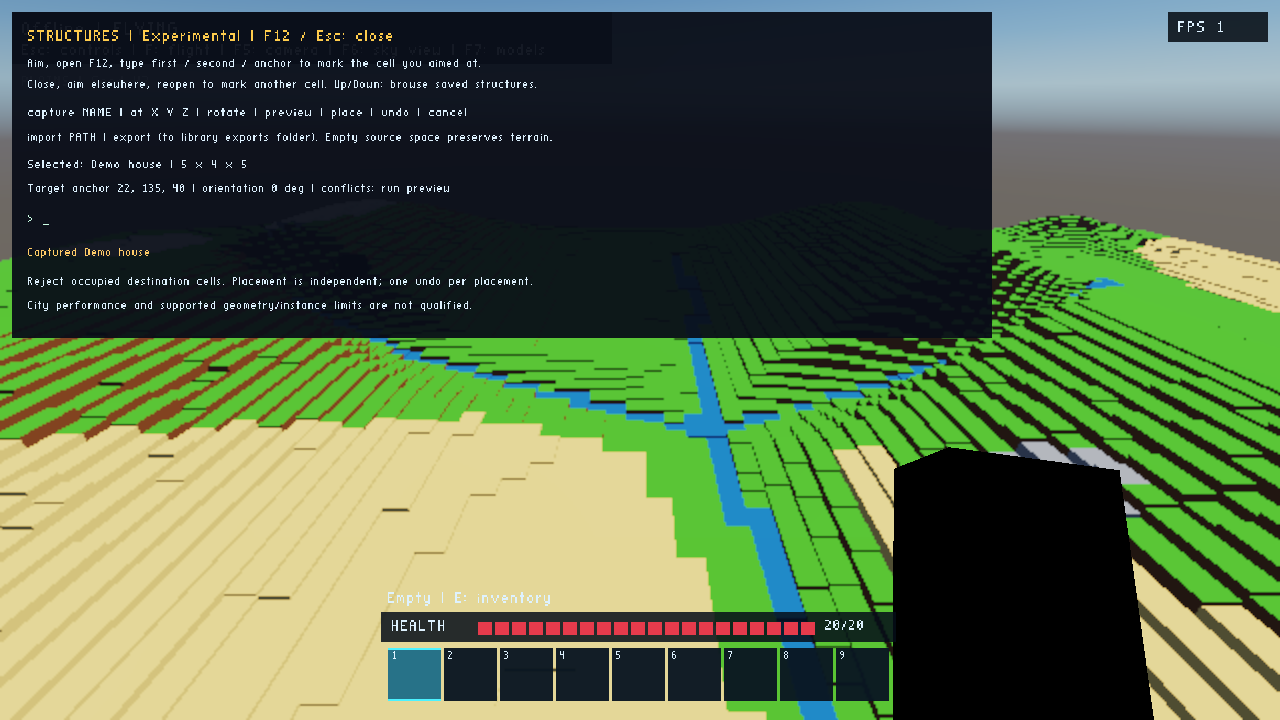 STRUCTURES | Experimental | F12 / Esc: close
FPS 1
Aim, open F12, type first / second / anchor to mark the cell you aimed at.
Close, aim elsewhere, reopen to mark another cell. Up/Down: browse saved structures.
capture NAME | at X Y Z | rotate | preview | place | undo | cancel
import PATH | export (to library exports folder). Empty source space preserves terrain.
Selected: Demo house | 5 x 4 x 5
Target anchor 22, 135, 40 | orientation 0 deg | conflicts: run preview
> _
Captured Demo house
Reject occupied destination cells. Placement is independent; one undo per placement.
City performance and supported geometry/instance limits are not qualified.
Empty | E: inventory
HEALTH 20/20
1 2 3 4 5 6 7 8 9